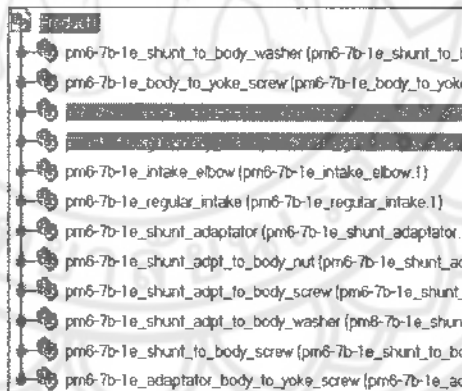 Product1
pm6-7b-1e_shunt_to_body_washer (pm6-7b-1e_shunt_to_b
pm6-7b-1e_body_to_yoke_screw (pm6-7b-1e_body_to_yoke
pm6-7b-1e_intake_elbow (pm6-7b-1e_intake_elbow.1)
pm6-7b-1e_regular_intake (pm6-7b-1e_regular_intake.1)
pm6-7b-1e_shunt_adaptator (pm6-7b-1e_shunt_adaptator.
pm6-7b-1e_shunt_adpt_to_body_nut (pm6-7b-1e_shunt_ad
pm6-7b-1e_shunt_adpt_to_body_screw (pm6-7b-1e_shunt_
pm6-7b-1e_shunt_adpt_to_body_washer (pm6-7b-1e_shun
pm6-7b-1e_shunt_to_body_screw (pm6-7b-1e_shunt_to_bo
pm6-7b-1e_adaptator_body_to_yoke_screw (pm6-7b-1e_ad